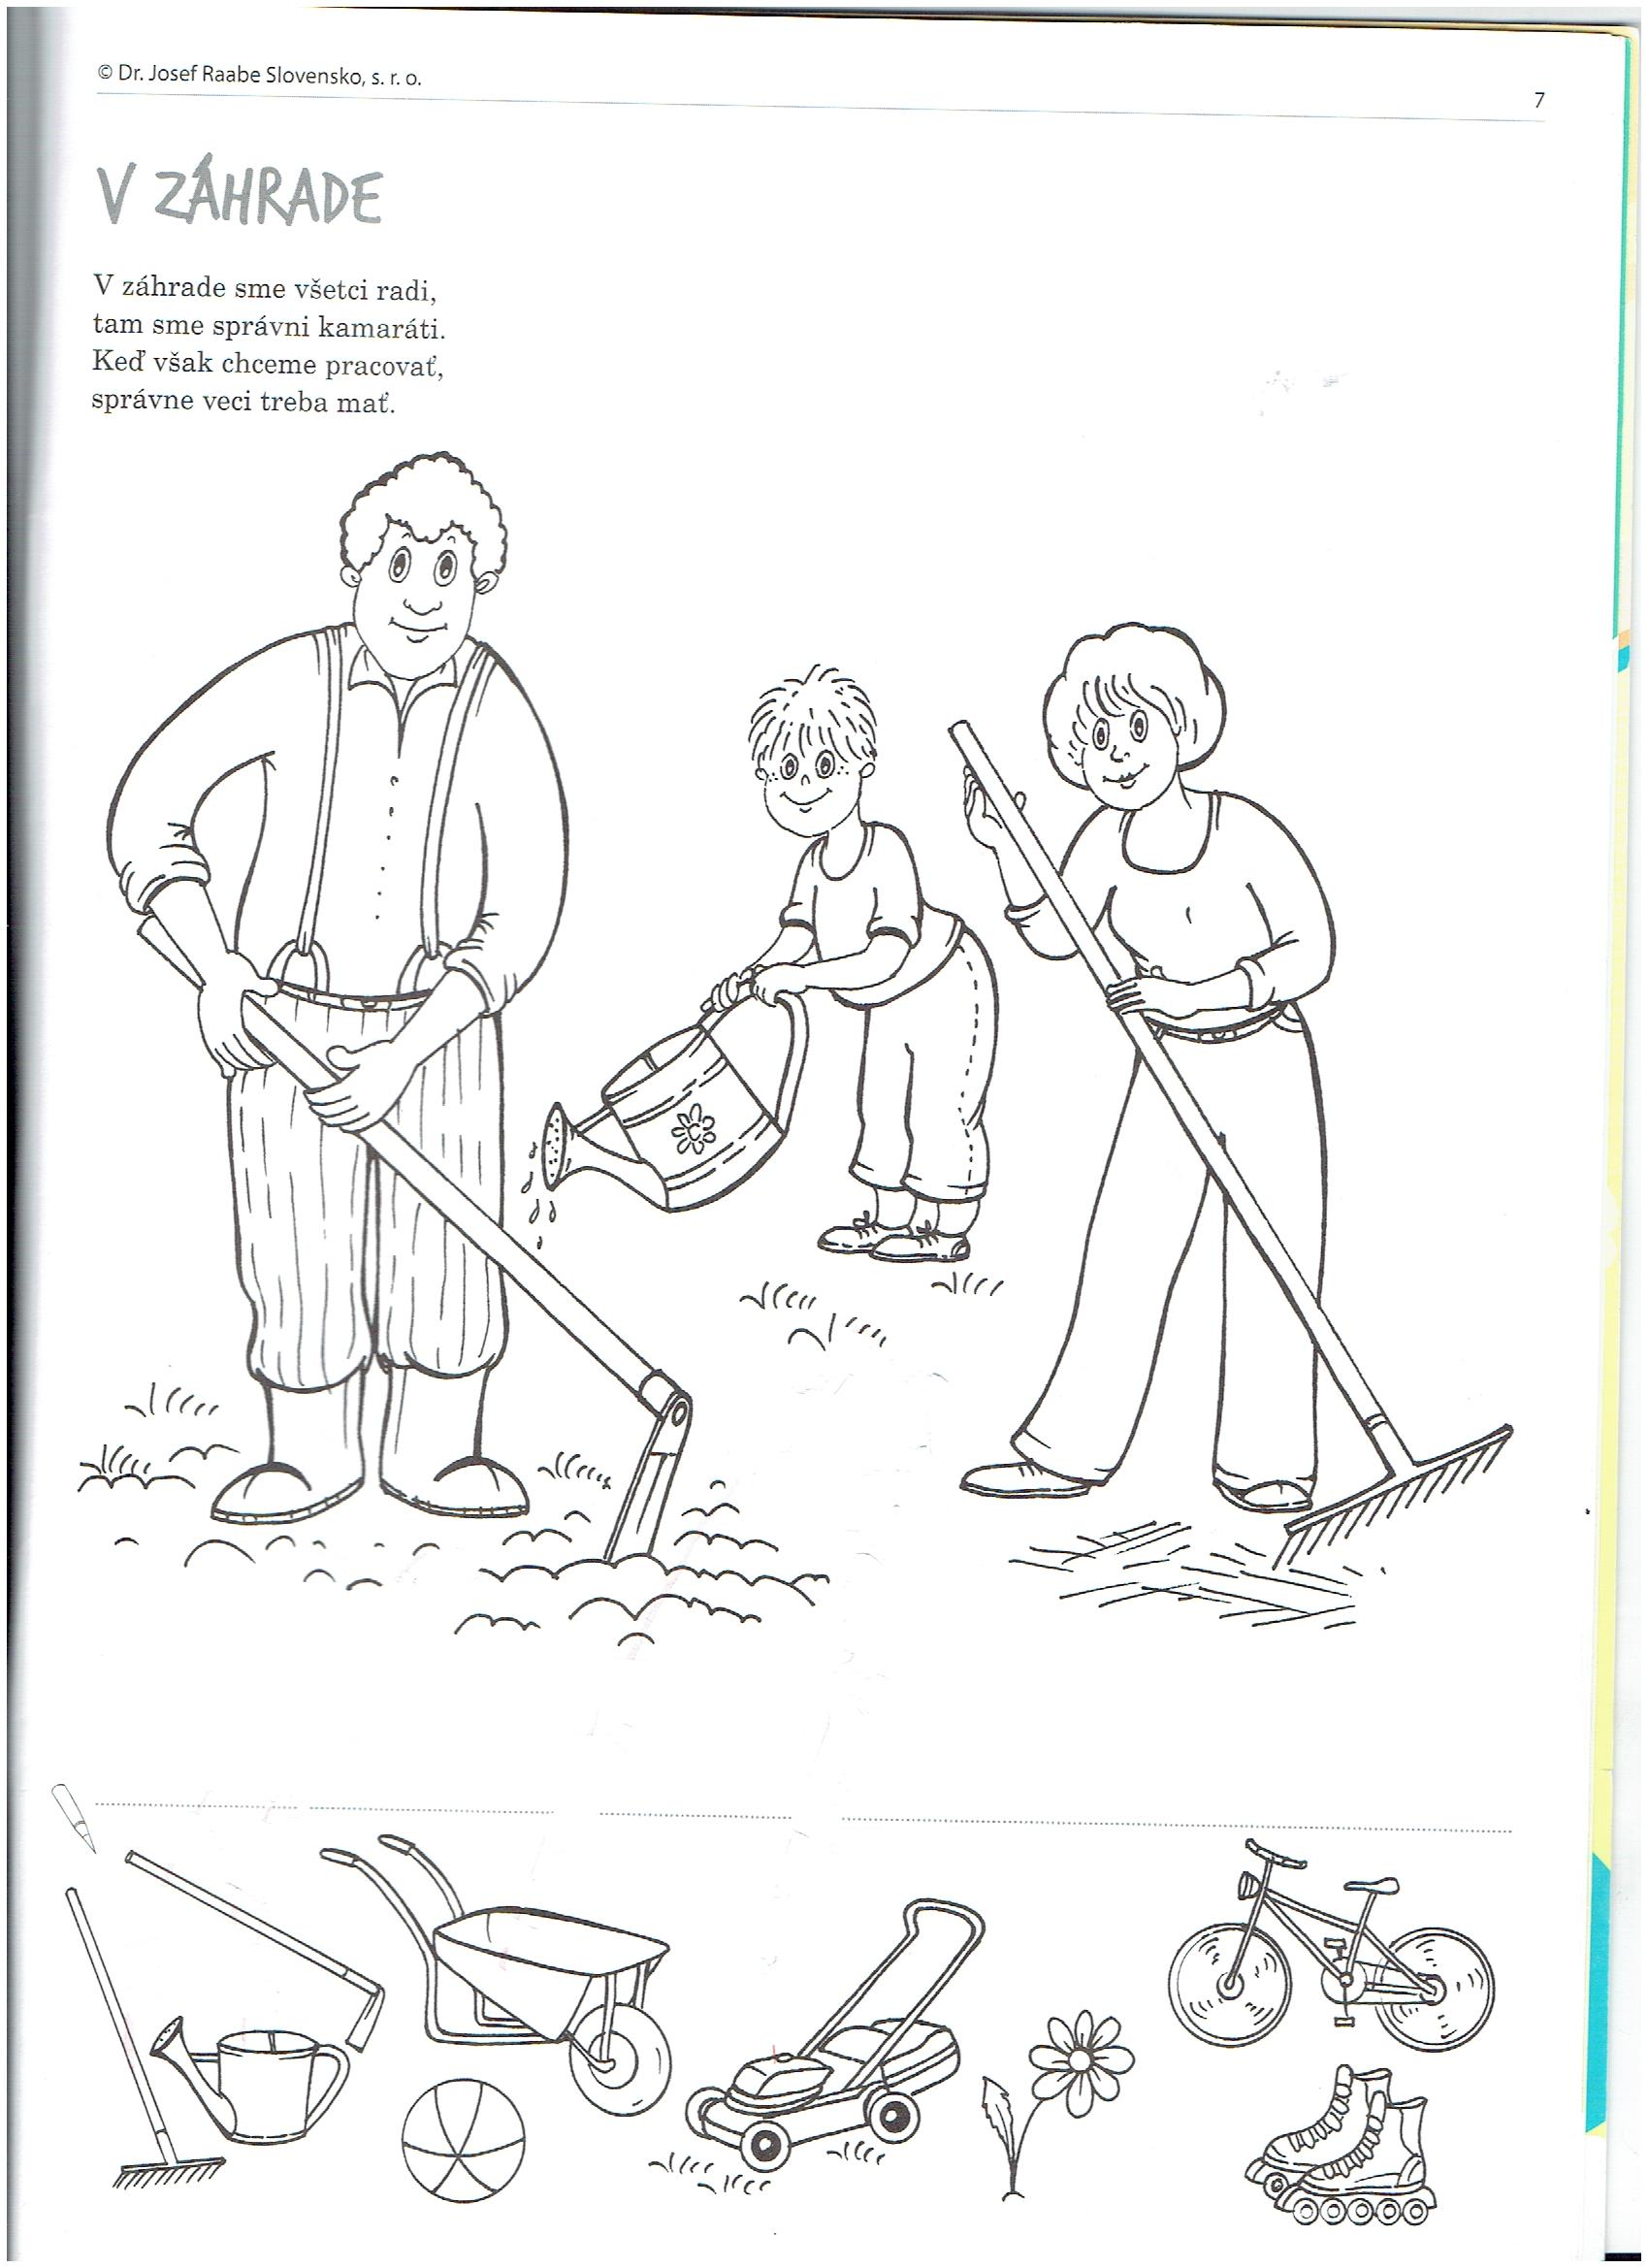 © Dr. Josef Raabe Slovensko, s. r. o.
7
V ZÁHRADE
V záhrade sme všetci radi,
tam sme správni kamaráti.
Keď však chceme pracovať,
správne veci treba mať.